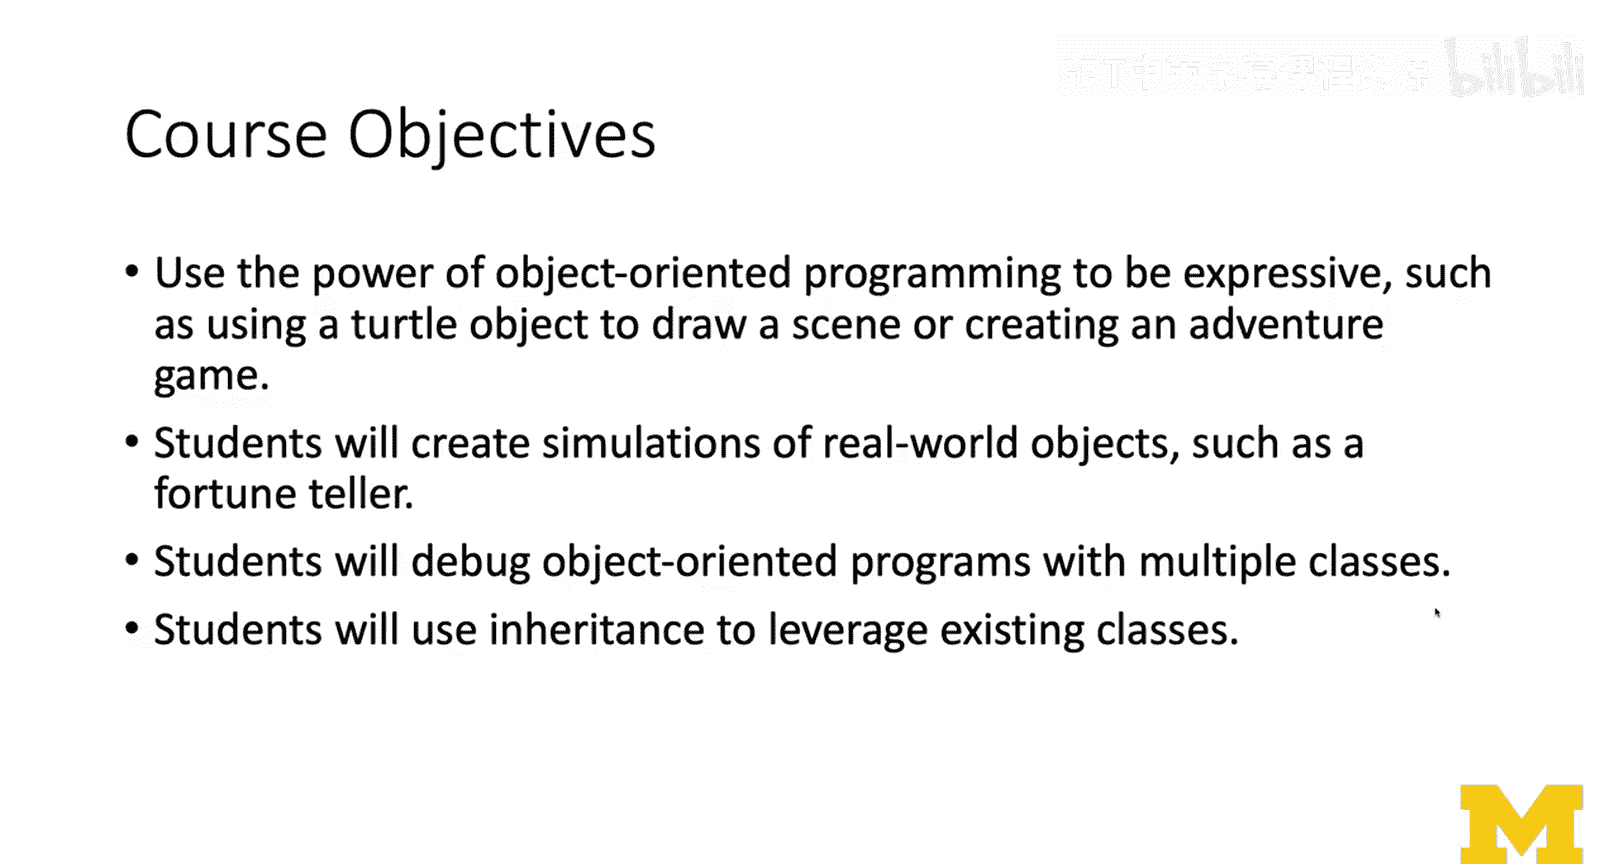 bilibili
Course Objectives
• Use the power of object-oriented programming to be expressive, such
as using a turtle object to draw a scene or creating an adventure
game.
• Students will create simulations of real-world objects, such as a
fortune teller.
• Students will debug object-oriented programs with multiple classes.
• Students will use inheritance to leverage existing classes.
M